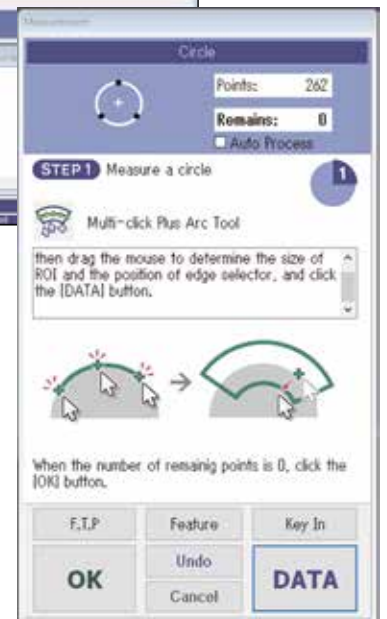 Measurement
Circle
Points: 262
Remains: 0
Auto Process
STEP 1 Measure a circle
1
Multi-click Plus Arc Tool
then drag the mouse to determine the size of
ROI and the position of edge selector, and click
the [DATA] button.
When the number of remainig points is 0, click the
[OK] button.
F.T.P
Feature
Key In
OK
Undo
DATA
Cancel